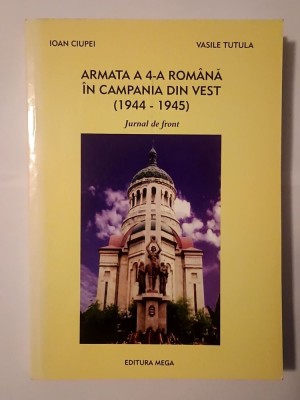 IOAN CIUPEI
VASILE TUTULA
ARMATA A 4-A ROMÂNĂ
ÎN CAMPANIA DIN VEST
(1944 - 1945)
Jurnal de front
EDITURA MEGA